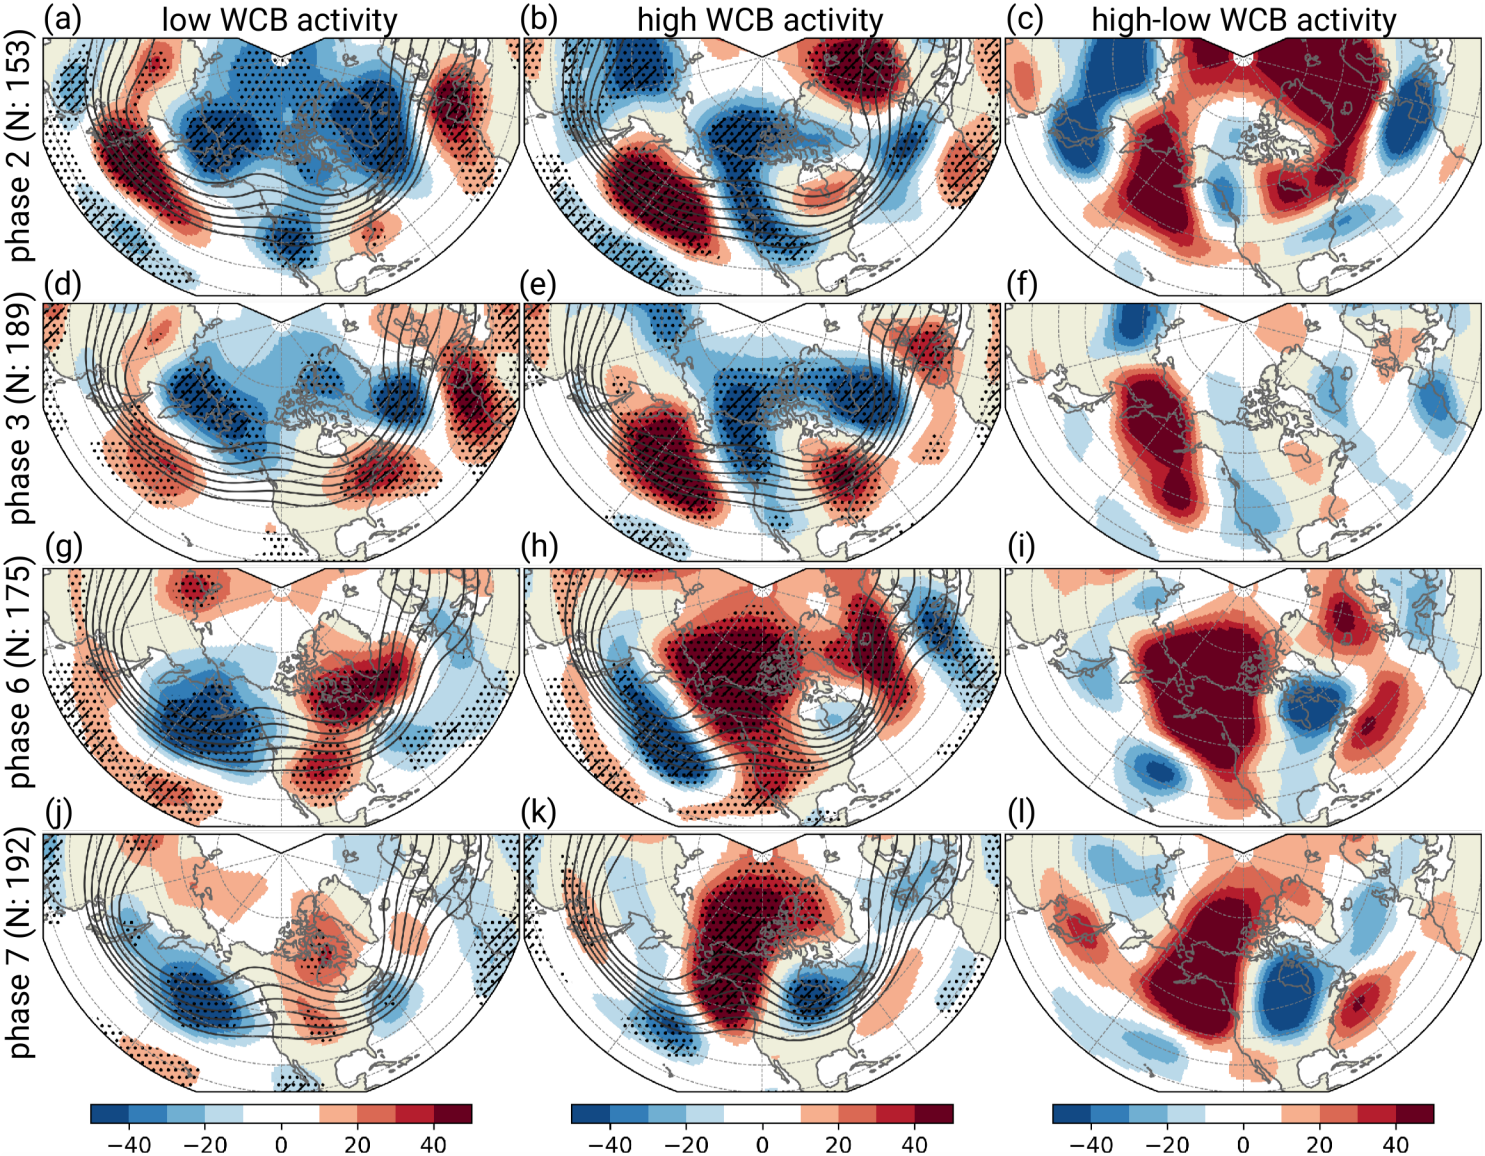 (a) low WCB activity (b) high WCB activity (c) high-low WCB activity
phase 2 (N: 153)
(d) (e) (f)
phase 3 (N: 189)
(g) (h) (i)
phase 6 (N: 175)
(j) (k) (l)
phase 7 (N: 192)
−40 −20 0 20 40 −40 −20 0 20 40 −40 −20 0 20 40